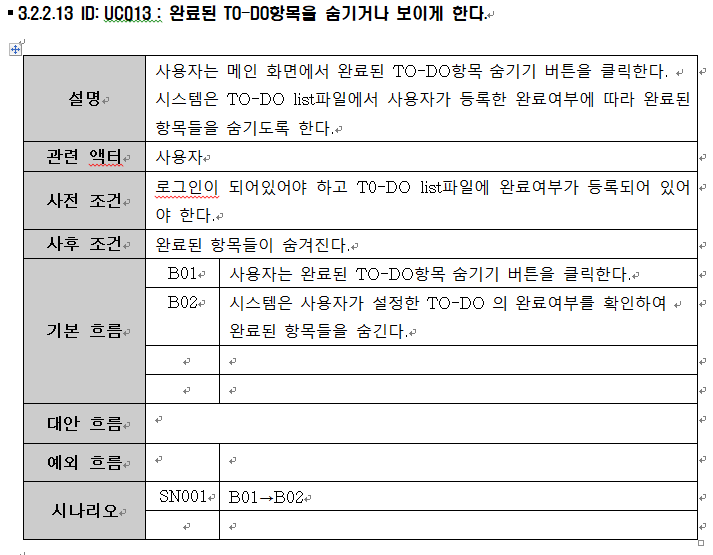 ▪ 3.2.2.13 ID: UC013 : 완료된 TO-DO항목을 숨기거나 보이게 한다.
설명
사용자는 메인 화면에서 완료된 TO-DO항목 숨기기 버튼을 클릭한다.
시스템은 TO-DO list파일에서 사용자가 등록한 완료여부에 따라 완료된
항목들을 숨기도록 한다.
관련 액터
사용자
사전 조건
로그인이 되어있어야 하고 T0-DO list파일에 완료여부가 등록되어 있어
야 한다.
사후 조건
완료된 항목들이 숨겨진다.
기본 흐름
B01
사용자는 완료된 TO-DO항목 숨기기 버튼을 클릭한다.
B02
시스템은 사용자가 설정한 TO-DO 의 완료여부를 확인하여
완료된 항목들을 숨긴다.
대안 흐름
예외 흐름
시나리오
SN001
B01→B02